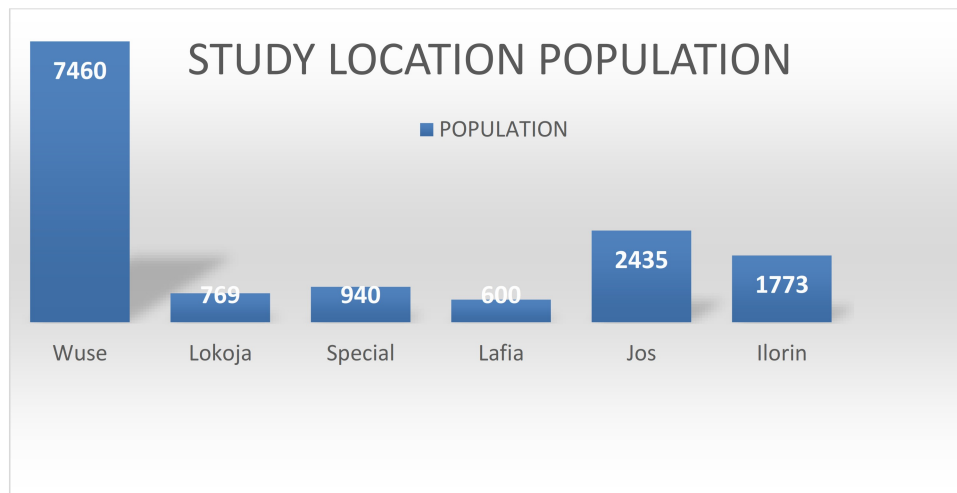 STUDY LOCATION POPULATION
POPULATION
7460
769
940
600
2435
1773
Wuse
Lokoja
Special
Lafia
Jos
Ilorin